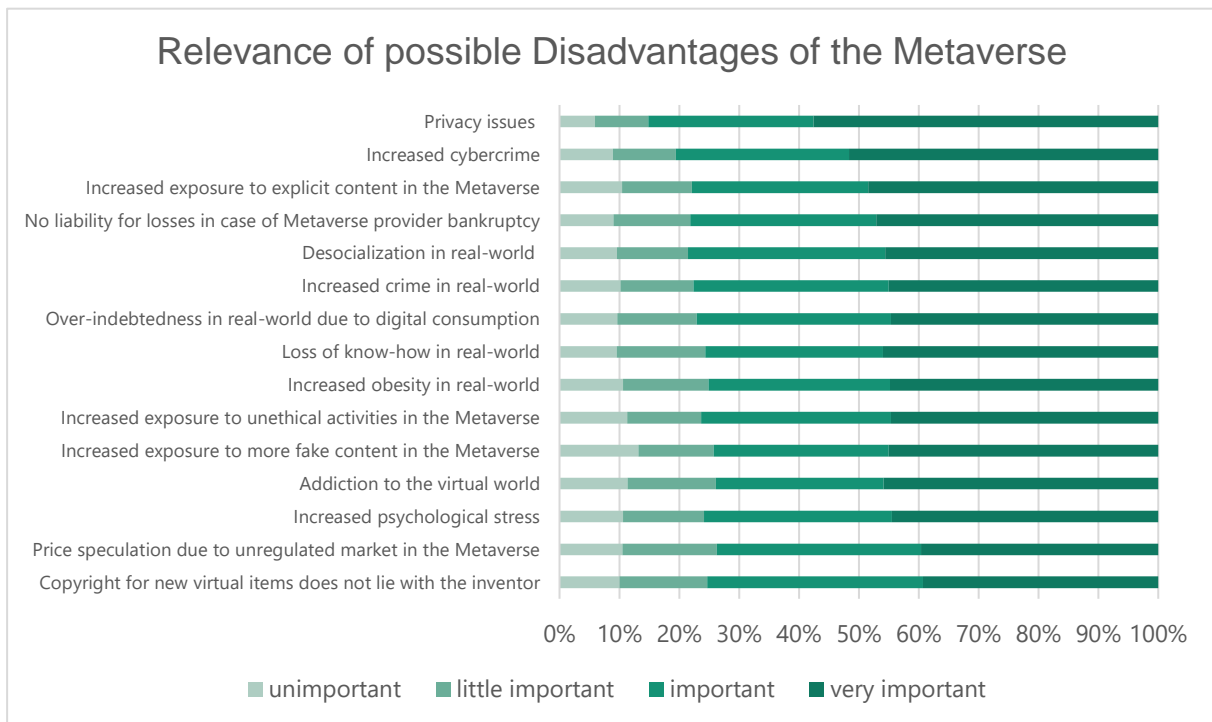 Relevance of possible Disadvantages of the Metaverse
Privacy issues
Increased cybercrime
Increased exposure to explicit content in the Metaverse
No liability for losses in case of Metaverse provider bankruptcy
Desocialization in real-world
Increased crime in real-world
Over-indebtedness in real-world due to digital consumption
Loss of know-how in real-world
Increased obesity in real-world
Increased exposure to unethical activities in the Metaverse
Increased exposure to more fake content in the Metaverse
Addiction to the virtual world
Increased psychological stress
Price speculation due to unregulated market in the Metaverse
Copyright for new virtual items does not lie with the inventor
0% 10% 20% 30% 40% 50% 60% 70% 80% 90% 100%
unimportant little important important very important